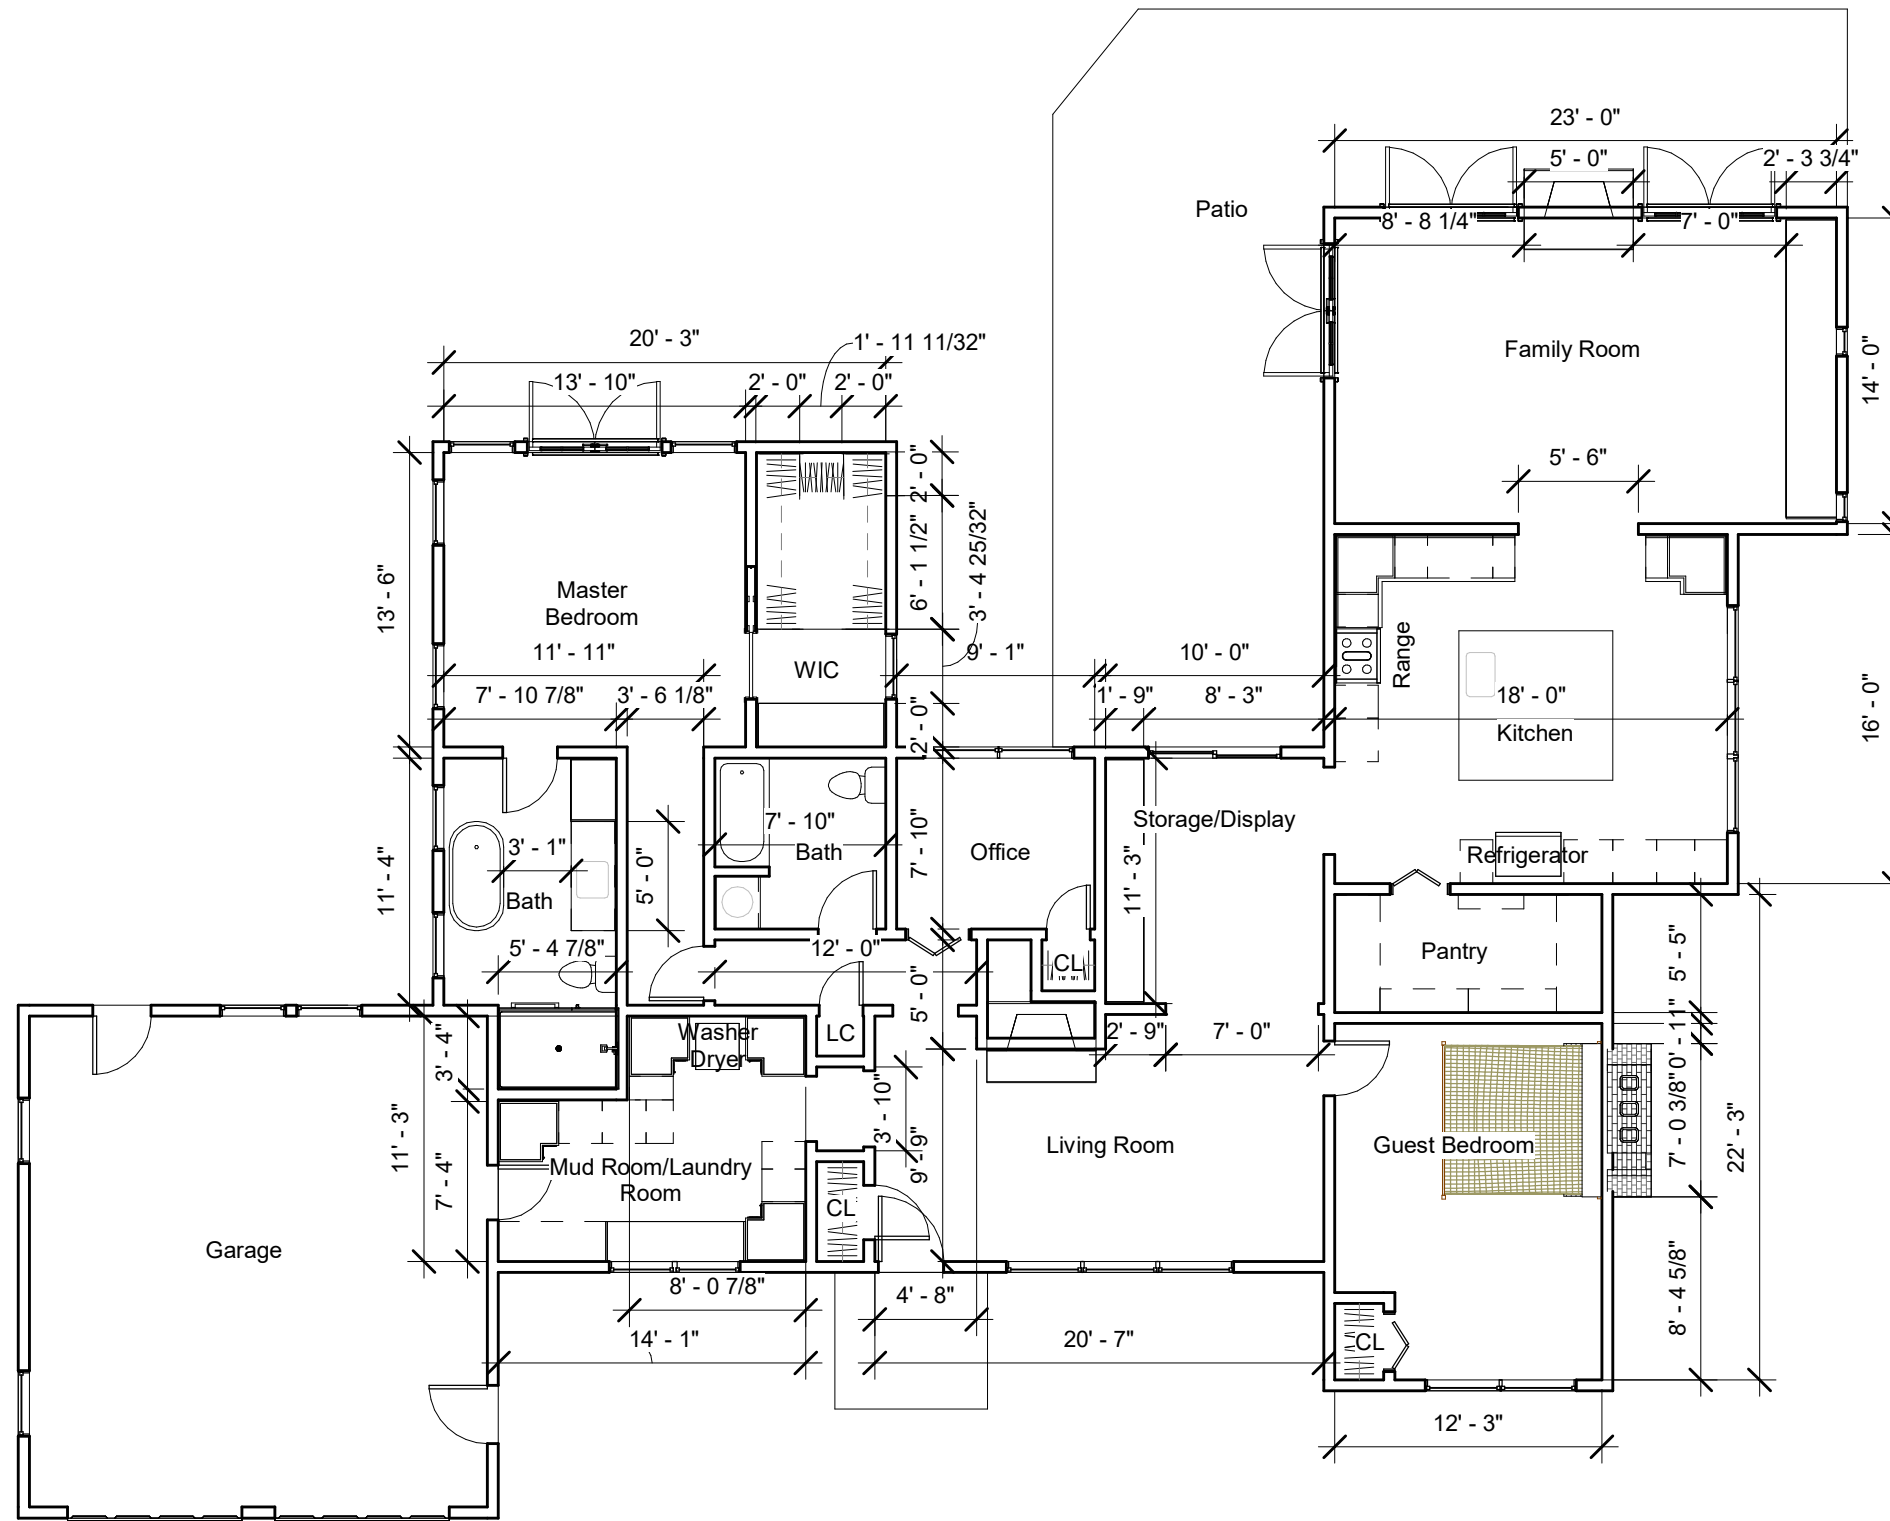 23' - 0"
5' - 0"
2' - 3 3/4"
Patio
8' - 8 1/4"
7' - 0"
20' - 3"
1' - 11 11/32"
Family Room
14' - 0"
13' - 10"
2' - 0"
2' - 0"
5' - 6"
2' - 0"
6' - 1 1/2"
3' - 4 25/32"
13' - 6"
Master
Bedroom
11' - 11"
WIC
9' - 1"
10' - 0"
Range
7' - 10 7/8"
3' - 6 1/8"
1' - 9"
8' - 3"
18' - 0"
Kitchen
16' - 0"
2' - 0"
7' - 10"
Bath
7' - 10"
Office
Storage/Display
Refrigerator
3' - 1"
Bath
5' - 0"
11' - 4"
11' - 3"
5' - 4 7/8"
12' - 0"
CL
Pantry
5' - 5"
5' - 0"
Washer
Dryer
LC
2' - 9"
7' - 0"
0' - 11"
3' - 4"
11' - 3"
7' - 4"
3' - 10"
9' - 9"
Living Room
Guest Bedroom
7' - 0 3/8"
22' - 3"
Mud Room/Laundry
Room
CL
Garage
8' - 0 7/8"
4' - 8"
8' - 4 5/8"
14' - 1"
20' - 7"
CL
12' - 3"